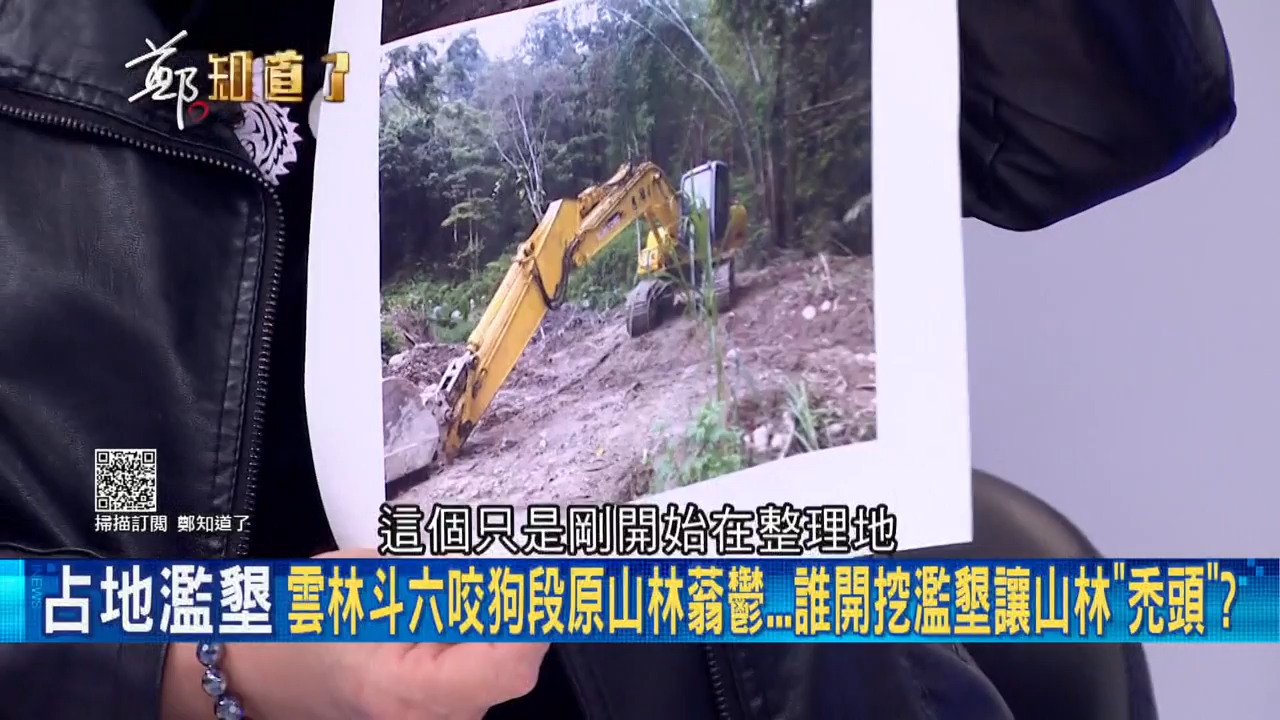 鄭知道了
掃描訂閱 鄭知道了
這個只是剛開始在整理地
NEWS
占地濫墾 雲林斗六咬狗段原山林蓊鬱...誰開挖濫墾讓山林"禿頭"?